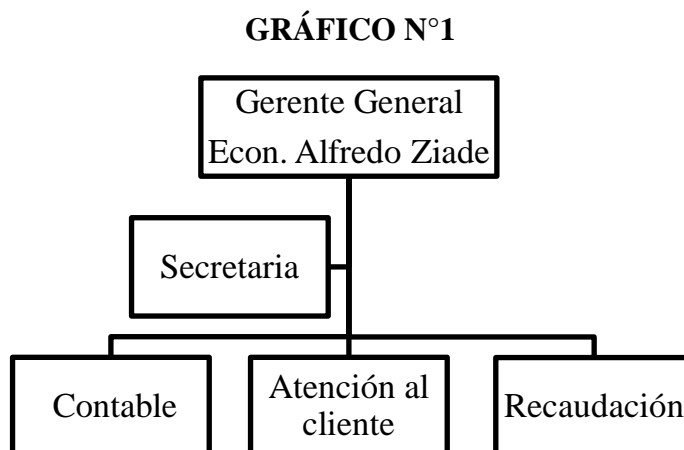 GRÁFICO N°1
Gerente General
Econ. Alfredo Ziade
Secretaria
Contable
Atención al
cliente
Recaudación